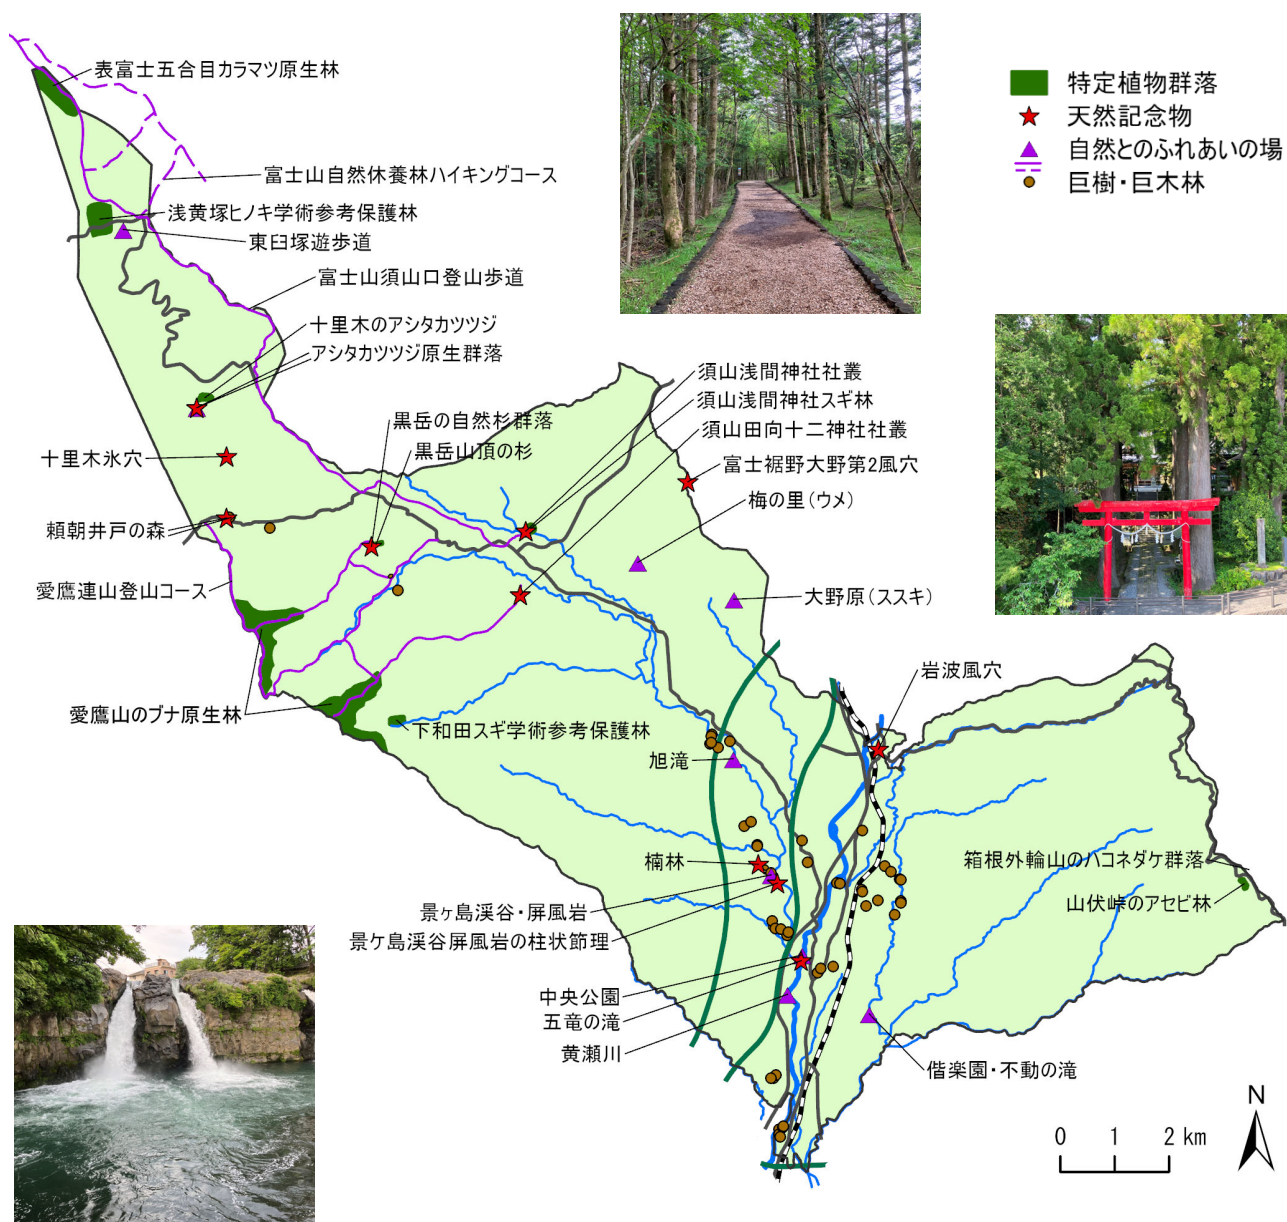 表富士五合目カラマツ原生林
富士山自然休養林ハイキングコース
浅黄塚ヒノキ学術参考保護林
東臼塚遊歩道
富士山須山口登山歩道
十里木のアシタカツツジ
アシタカツツジ原生群落
黒岳の自然杉群落
黒岳山頂の杉
十里木氷穴
頼朝井戸の森
愛鷹連山登山コース
愛鷹山のブナ原生林
下和田スギ学術参考保護林
須山浅間神社社叢
須山浅間神社スギ林
須山田向十二神社社叢
富士裾野大野第2風穴
梅の里(ウメ)
大野原(ススキ)
岩波風穴
旭滝
楠林
景ヶ島渓谷・屏風岩
景ケ島渓谷屏風岩の柱状節理
中央公園
五竜の滝
黄瀬川
偕楽園・不動の滝
箱根外輪山のハコネダケ群落
山伏峠のアセビ林
特定植物群落
天然記念物
自然とのふれあいの場
巨樹・巨木林
N
0 1 2 km